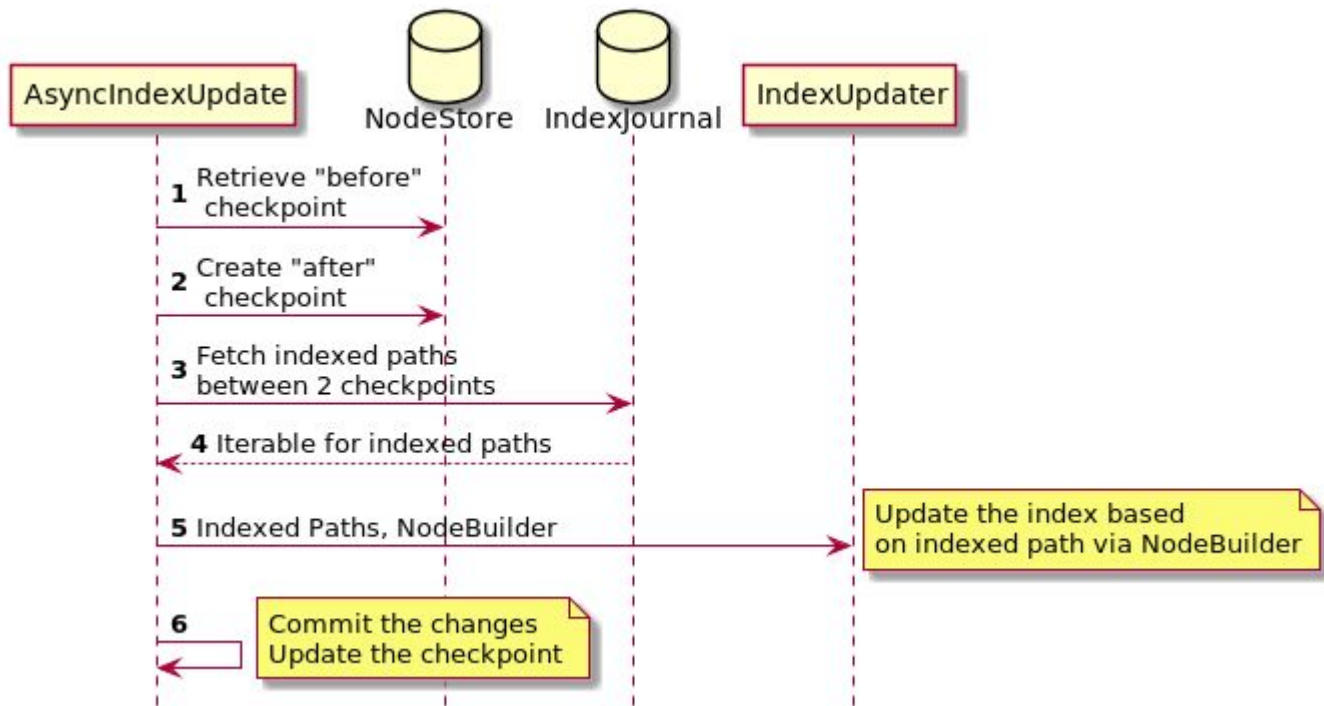 AsyncIndexUpdate
NodeStore
IndexJournal
IndexUpdater
1 Retrieve "before"
checkpoint
2 Create "after"
checkpoint
3 Fetch indexed paths
between 2 checkpoints
4 Iterable for indexed paths
5 Indexed Paths, NodeBuilder
Update the index based
on indexed path via NodeBuilder
6
Commit the changes
Update the checkpoint